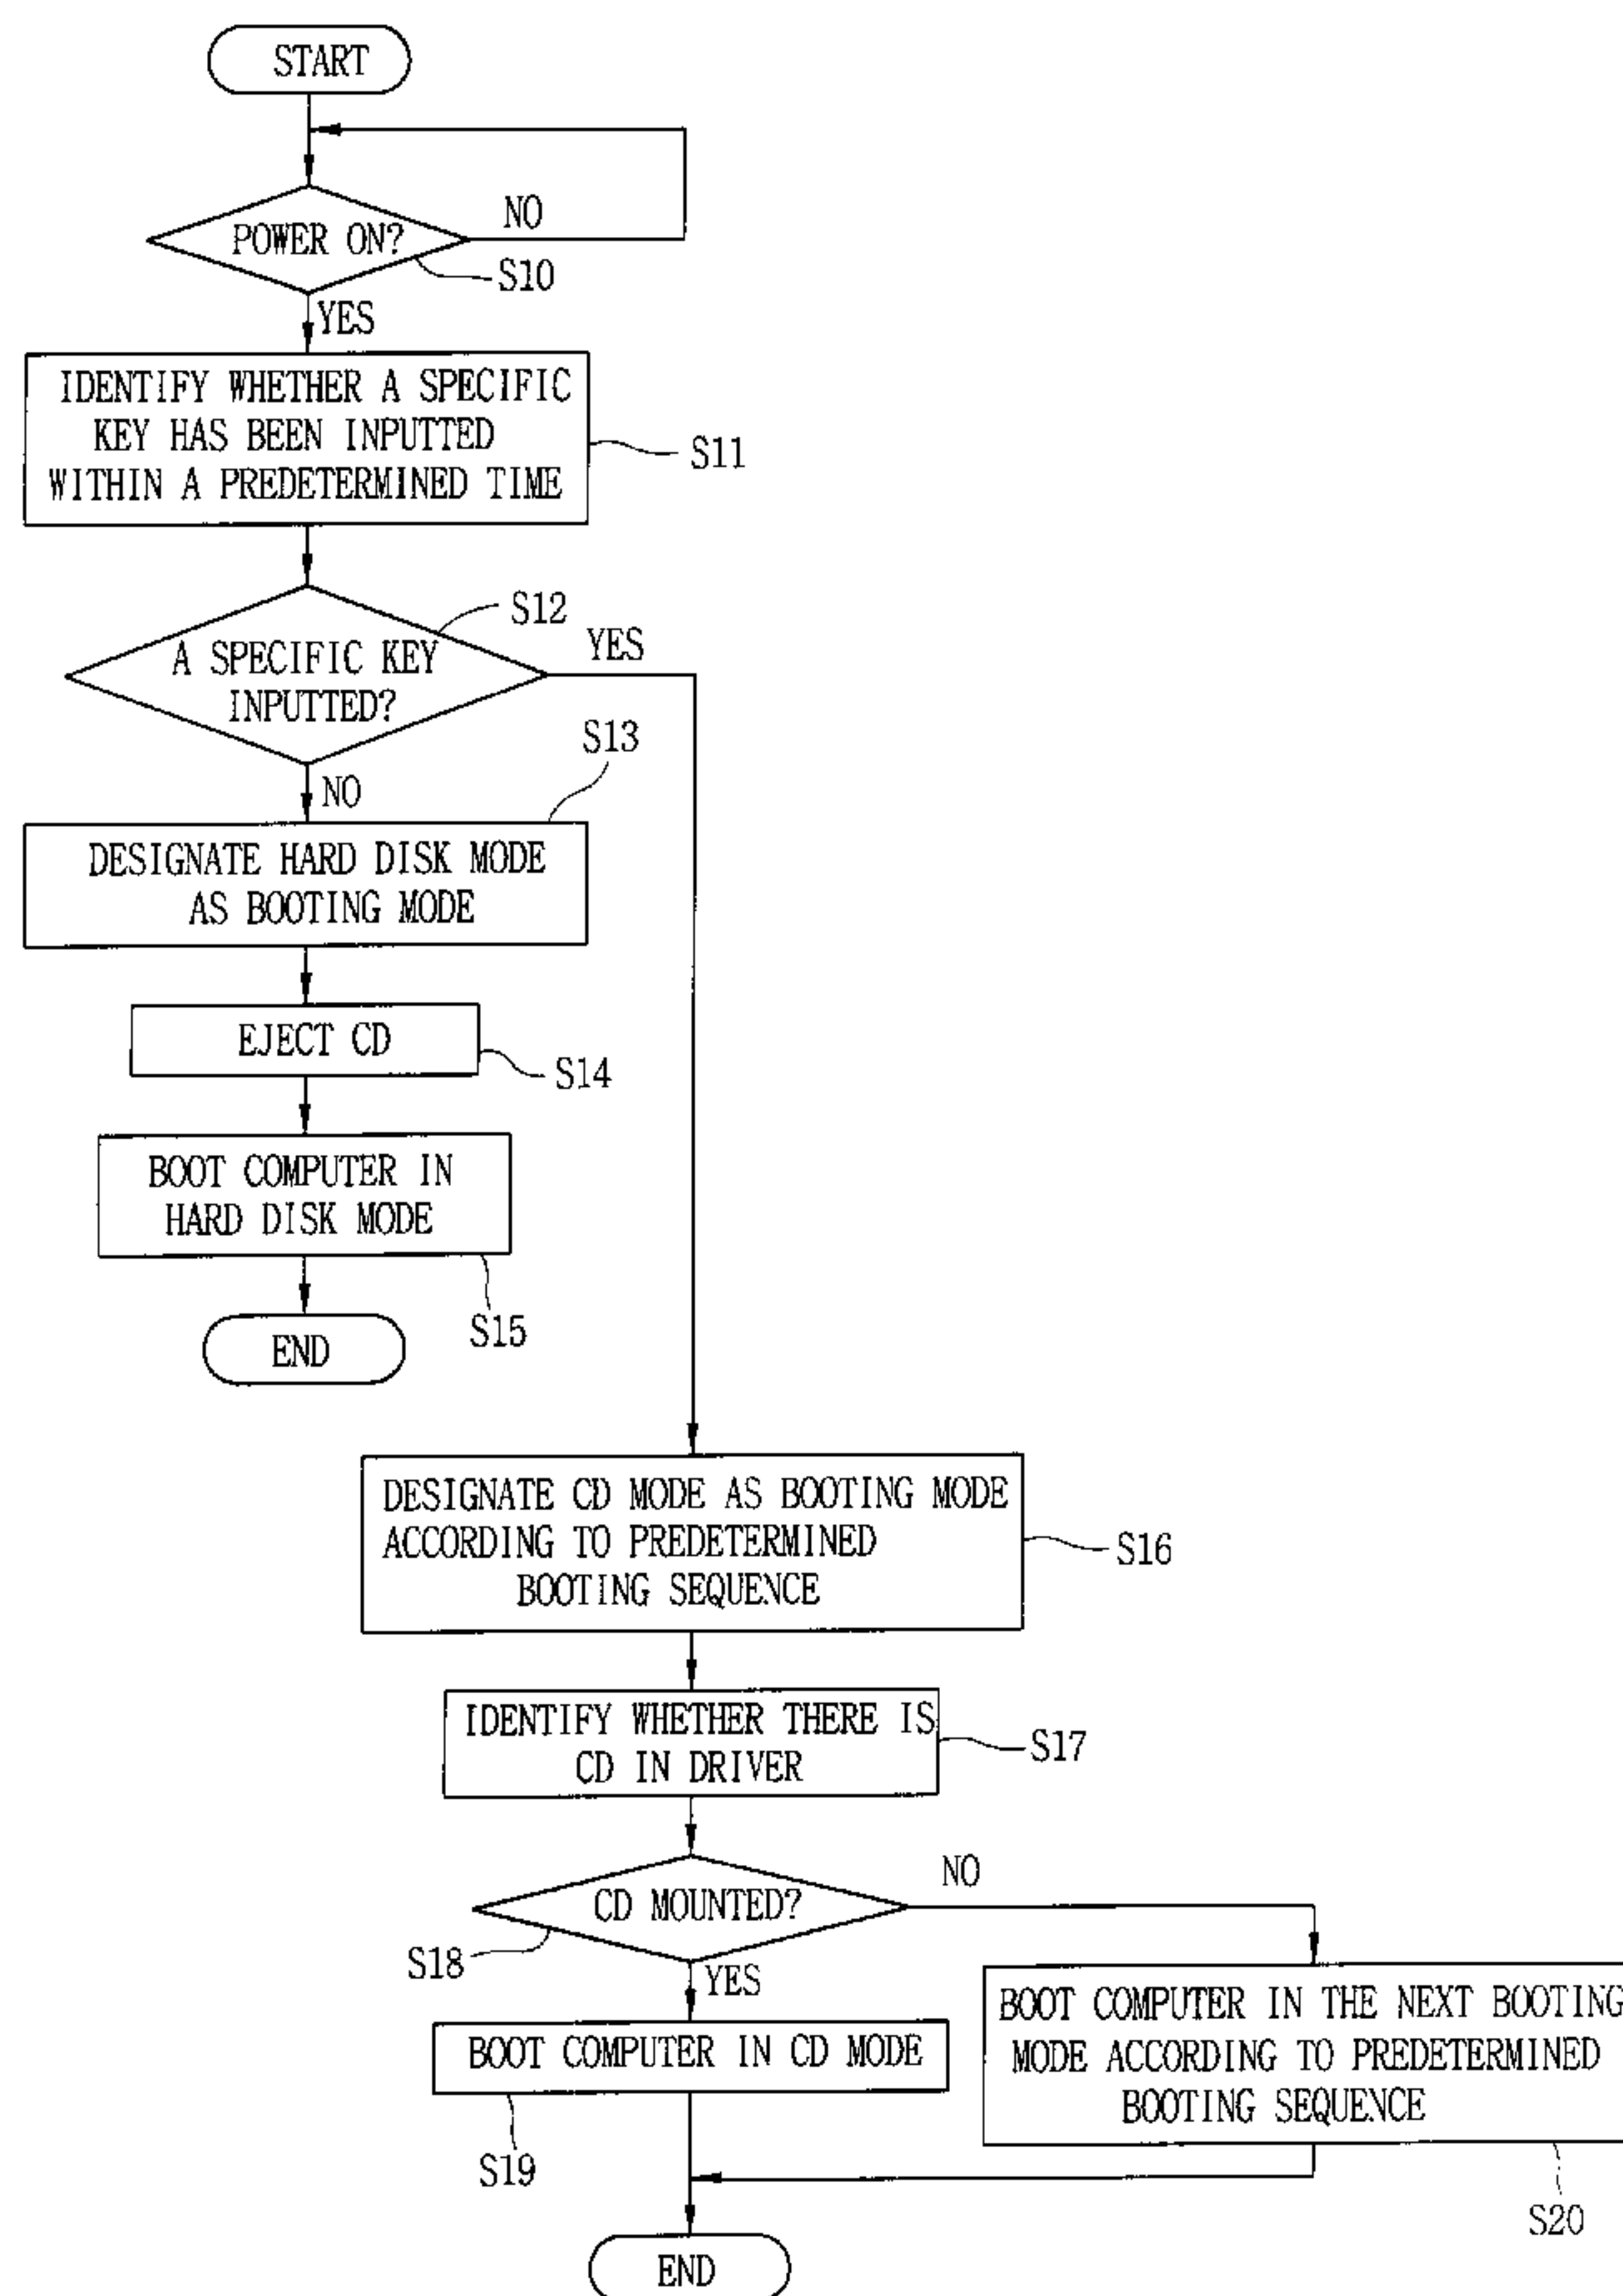 START
NO
POWER ON?
S10
YES
IDENTIFY WHETHER A SPECIFIC
KEY HAS BEEN INPUTTED
WITHIN A PREDETERMINED TIME
S11
S12
YES
A SPECIFIC KEY
INPUTTED?
S13
NO
DESIGNATE HARD DISK MODE
AS BOOTING MODE
EJECT CD
S14
BOOT COMPUTER IN
HARD DISK MODE
S15
END
DESIGNATE CD MODE AS BOOTING MODE
ACCORDING TO PREDETERMINED
BOOTING SEQUENCE
S16
IDENTIFY WHETHER THERE IS
CD IN DRIVER
S17
NO
CD MOUNTED?
S18
YES
BOOT COMPUTER IN CD MODE
S19
BOOT COMPUTER IN THE NEXT BOOTING
MODE ACCORDING TO PREDETERMINED
BOOTING SEQUENCE
S20
END